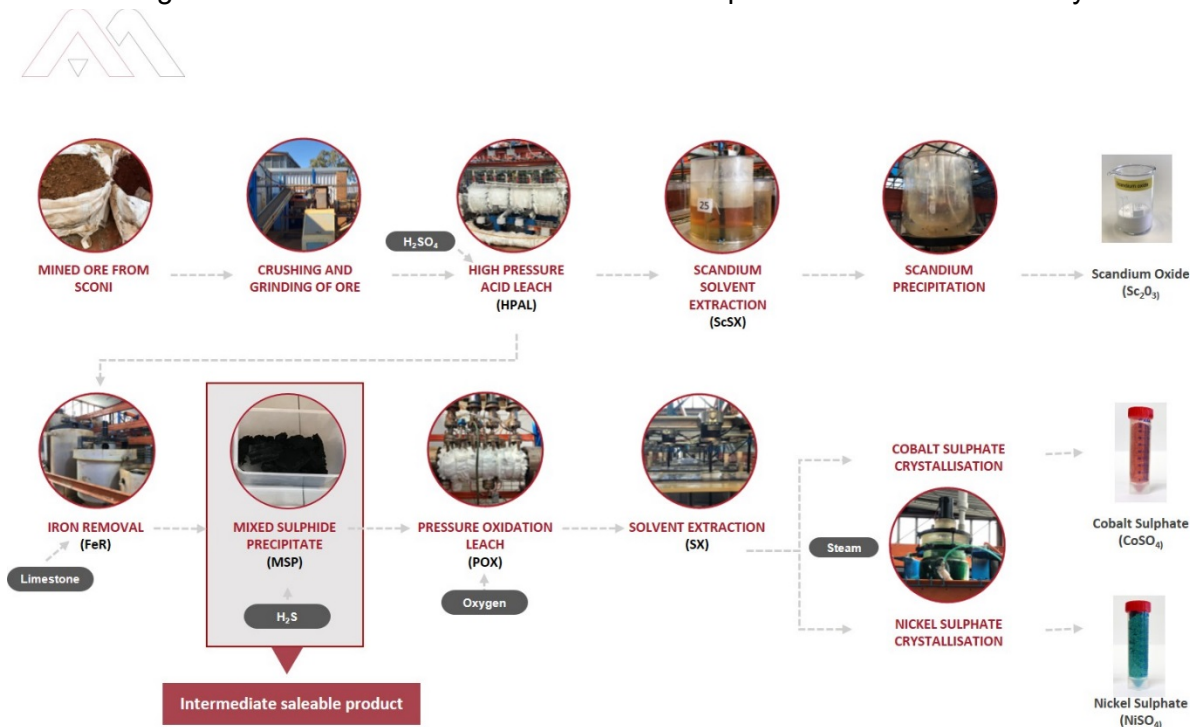 25
H₂SO₄
MINED ORE FROM
SCONI
CRUSHING AND
GRINDING OF ORE
HIGH PRESSURE
ACID LEACH
(HPAL)
SCANDIUM
SOLVENT
EXTRACTION
(ScSX)
SCANDIUM
PRECIPITATION
Scandium Oxide
(Sc₂0₃)
IRON REMOVAL
(FeR)
Limestone
MIXED SULPHIDE
PRECIPITATE
(MSP)
H₂S
PRESSURE OXIDATION
LEACH
(POX)
Oxygen
SOLVENT EXTRACTION
(SX)
COBALT SULPHATE
CRYSTALLISATION
Steam
NICKEL SULPHATE
CRYSTALLISATION
Cobalt Sulphate
(CoSO₄)
Nickel Sulphate
(NiSO₄)
Intermediate saleable product